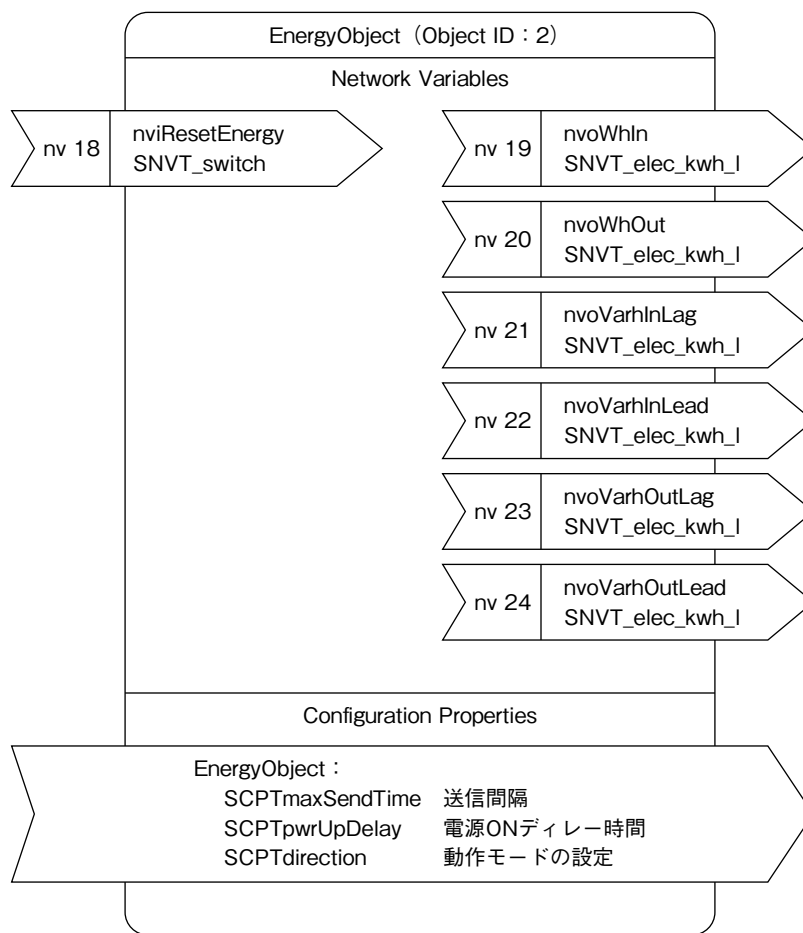 EnergyObject（Object ID：2）
Network Variables
nv 18
nviResetEnergy
SNVT_switch
nv 19
nvoWhIn
SNVT_elec_kwh_l
nv 20
nvoWhOut
SNVT_elec_kwh_l
nv 21
nvoVarhInLag
SNVT_elec_kwh_l
nv 22
nvoVarhInLead
SNVT_elec_kwh_l
nv 23
nvoVarhOutLag
SNVT_elec_kwh_l
nv 24
nvoVarhOutLead
SNVT_elec_kwh_l
Configuration Properties
EnergyObject：
SCPTmaxSendTime 送信間隔
SCPTpwrUpDelay 電源ONディレー時間
SCPTdirection 動作モードの設定